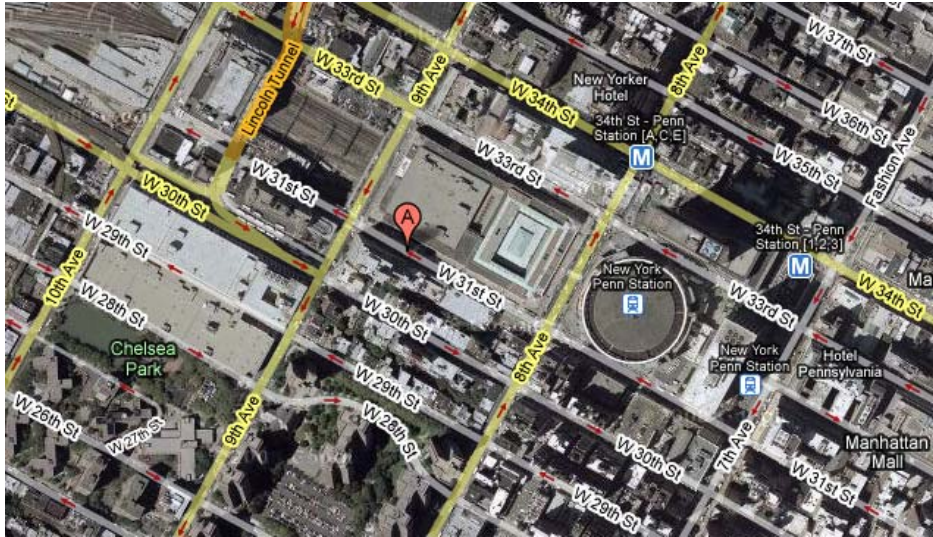 W 37th St
8th Ave
W 36th St
Fashion Ave
Lincoln Tunnel
W 33rd St
9th Ave
W 34th St
New Yorker
Hotel
34th St - Penn
Station [A,C,E]
M
W 35th St
W 31st St
W 33rd St
W 30th St
A
W 29th St
34th St - Penn
Station [1,2,3]
M
10th Ave
W 28th St
W 31st St
New York
Penn Station
W 33rd St
W 34th St
Ma
W 30th St
Chelsea
Park
8th Ave
New York
Penn Station
Hotel
Pennsylvania
W 29th St
W 26th St
W 27th St
9th Ave
W 28th St
W 30th St
7th Ave
Manhattan
Mall
W 31st St
W 29th St